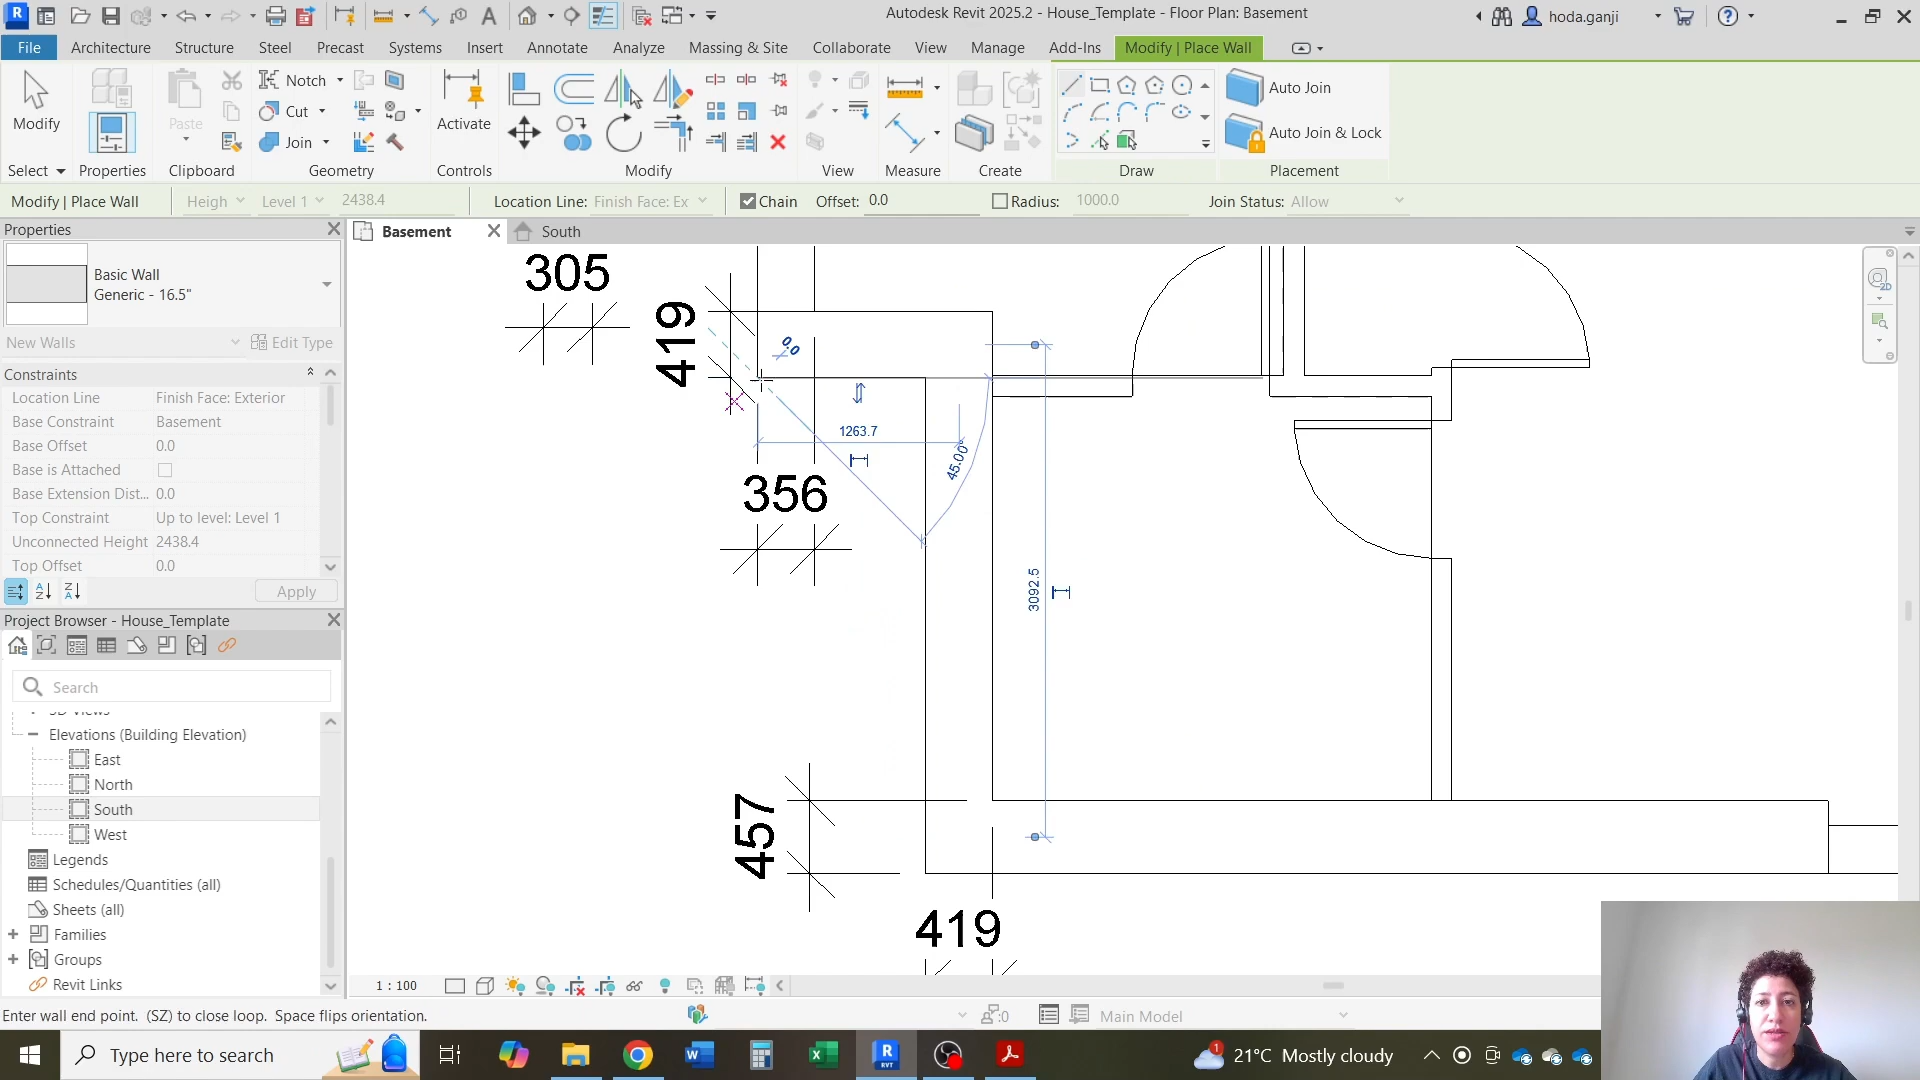 Autodesk Revit 2025.2 - House_Template - Floor Plan: Basement
hoda.ganji
File Architecture Structure Steel Precast Systems Insert Annotate Analyze Massing & Site Collaborate View Manage Add-Ins Modify | Place Wall
Modify Paste Notch Cut Join Activate Auto Join Auto Join & Lock
Select Properties Clipboard Geometry Controls Modify View Measure Create Draw Placement
Modify | Place Wall Heigh Level 1 2438.4 Location Line: Finish Face: Ex Chain Offset: 0.0 Radius: 1000.0 Join Status: Allow
Properties
Basement South
Basic Wall
Generic - 16.5"
New Walls Edit Type
Constraints
Location Line Finish Face: Exterior
Base Constraint Basement
Base Offset 0.0
Base is Attached
Base Extension Dist... 0.0
Top Constraint Up to level: Level 1
Unconnected Height 2438.4
Top Offset 0.0
Apply
305
419
0.0
1263.7
45.00°
356
3092.5
457
419
Project Browser - House_Template
Search
Elevations (Building Elevation)
East
North
South
West
Legends
Schedules/Quantities (all)
Sheets (all)
Families
Groups
Revit Links
1 : 100
Enter wall end point. (SZ) to close loop. Space flips orientation.
:0 Main Model
Type here to search
21°C Mostly cloudy